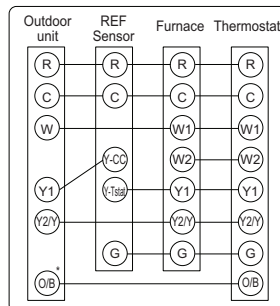 Outdoor unit REF Sensor Furnace Thermostat
R R R R
C C C C
W W1 W1
Y-CC W2 W2
Y1 Y-Tstat Y1 Y1
Y2/Y Y2/Y Y2/Y
G G G
O/B* O/B